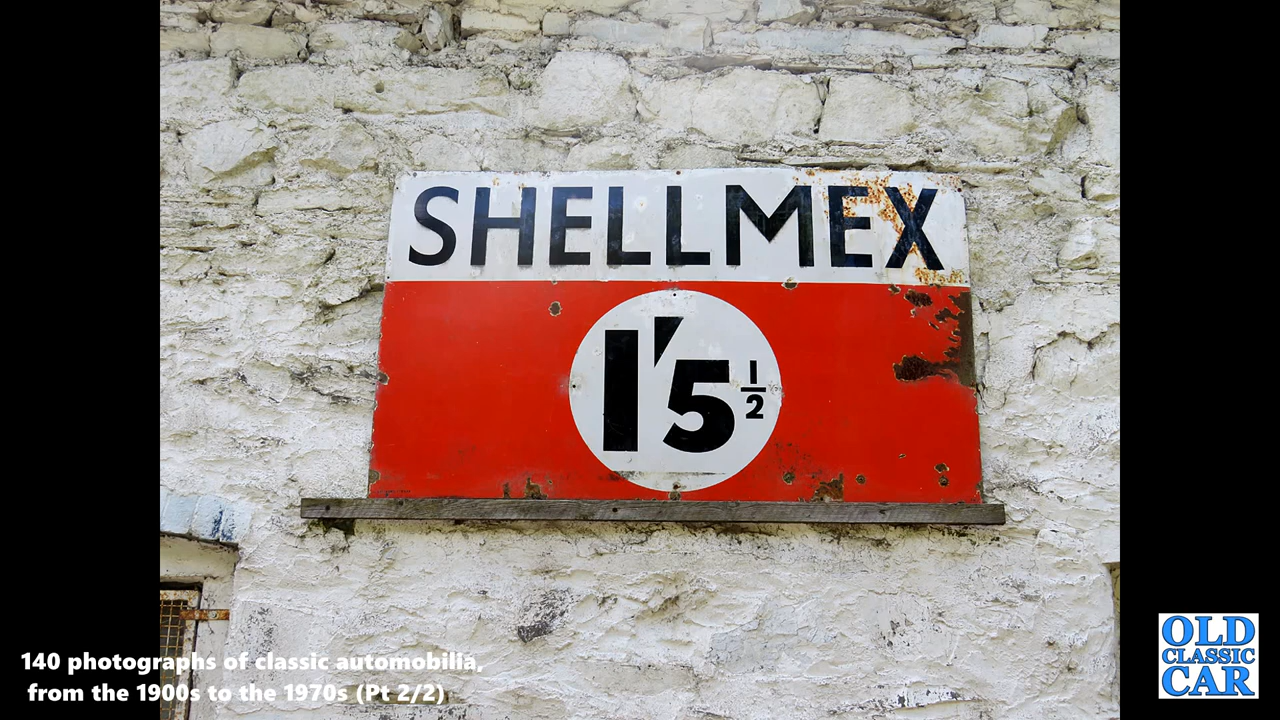 SHELLMEX
1'5 1/2
140 photographs of classic automobilia,
from the 1900s to the 1970s (Pt 2/2)
OLD
CLASSIC
CAR